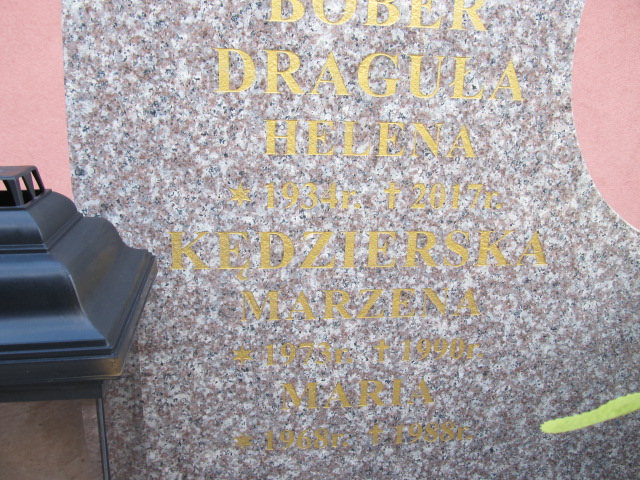 BOBER
DRAGUŁA
HELENA
* 1934r. † 2017r.
KĘDZIERSKA
MARZENA
* 1973r. † 1990r.
MARIA
* 1968r. † 1988r.